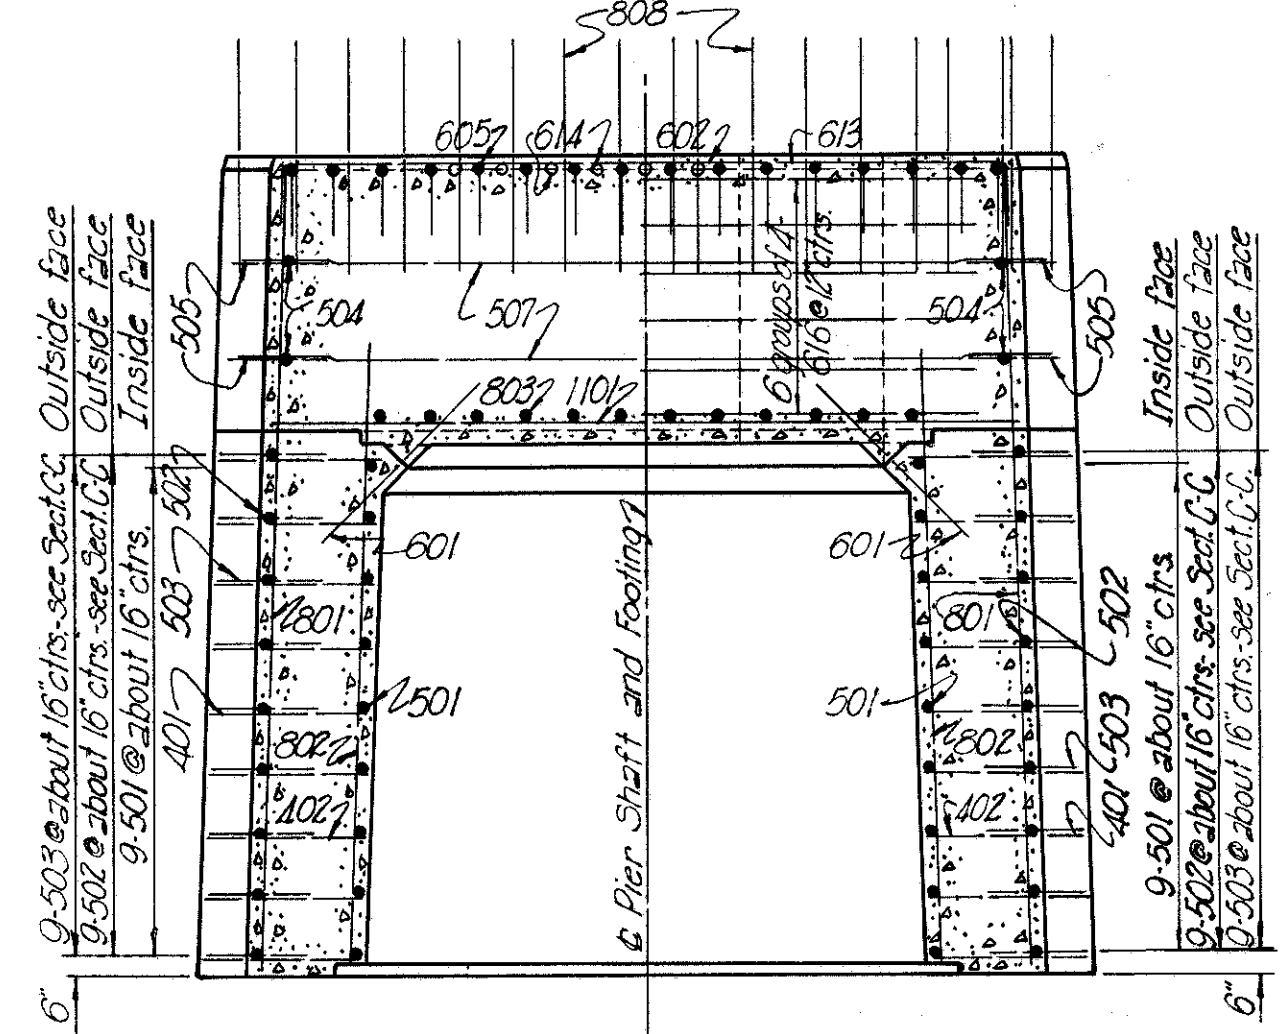 808
605 614 602 613
505
504
507
504
505
6 groups of 4-
616@12"ctrs.
803 1101
Outside face
Outside face
Inside face
Inside face
Outside face
Outside face
9-503@about 16"ctrs.-see Sect.C-C.
9-502@about 16"ctrs.-see Sect.C-C
9-501@about 16"ctrs.
401 503 502
601
601
801
801
501
501
802
802
402
402
℄ Pier Shaft and Footing
401 503 502
9-501 @ about 16"ctrs.
9-502@about 16"ctrs.-see Sect.C-C
9-503@about 16"ctrs.-see Sect.C-C.
6"
6"